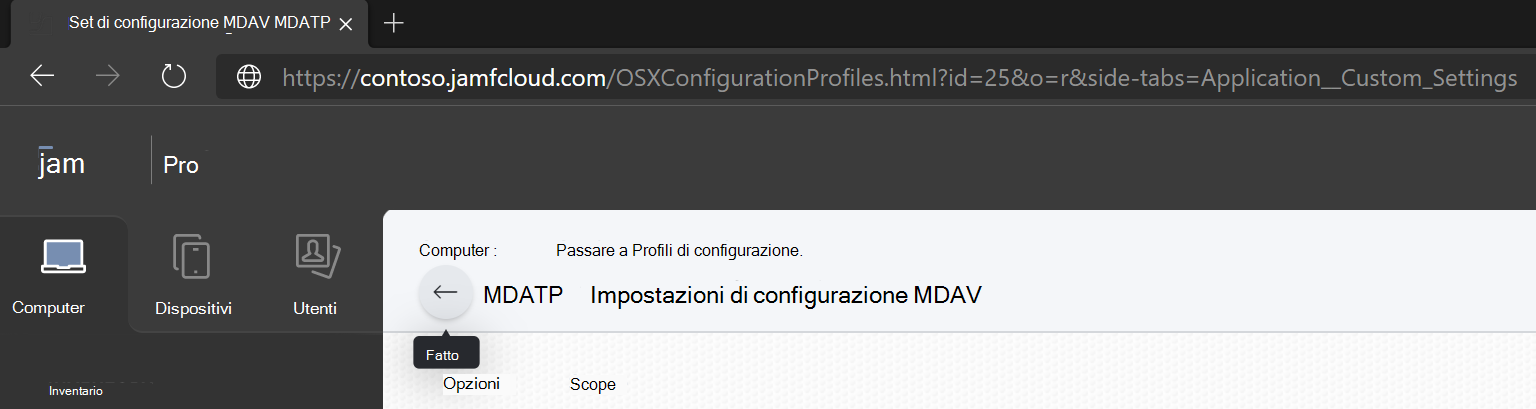 Set di configurazione MDAV MDATP
https://contoso.jamfcloud.com/OSXConfigurationProfiles.html?id=25&o=r&side-tabs=Application__Custom_Settings
jam Pro
Computer : Passare a Profili di configurazione.
MDATP Impostazioni di configurazione MDAV
Computer Dispositivi Utenti
Fatto
Opzioni Scope
Inventario